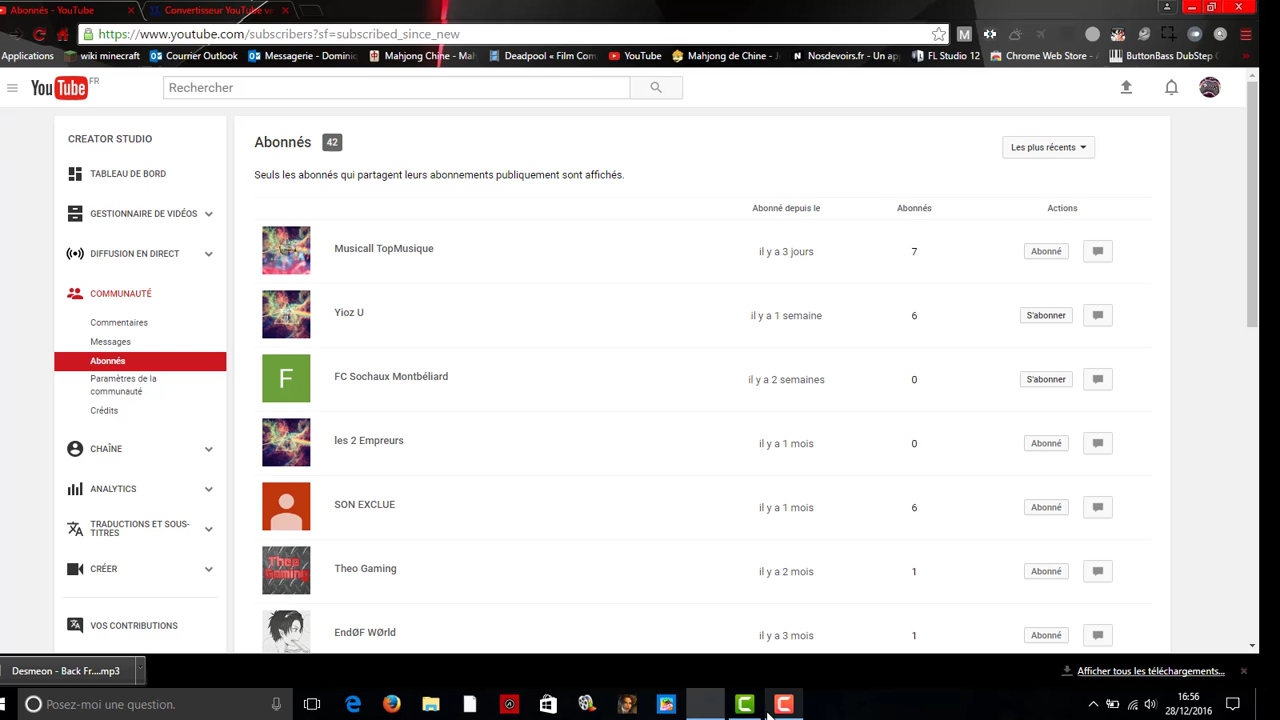 Abonnés - YouTube
Convertisseur YouTube v
https://www.youtube.com/subscribers?sf=subscribed_since_new
Applications wiki minecraft Courrier Outlook Messagerie - Dominic Mahjong Chine - Mah Deadpool « Film Com YouTube Mahjong de Chine - J Nosdevoirs.fr - Un app FL Studio 12 Chrome Web Store - A ButtonBass DubStep C
YouTube FR
Rechercher
CREATOR STUDIO
TABLEAU DE BORD
GESTIONNAIRE DE VIDÉOS
DIFFUSION EN DIRECT
COMMUNAUTÉ
Commentaires
Messages
Abonnés
Paramètres de la
communauté
Crédits
CHAÎNE
ANALYTICS
TRADUCTIONS ET SOUS-
TITRES
CRÉER
VOS CONTRIBUTIONS
Abonnés 42
Les plus récents
Seuls les abonnés qui partagent leurs abonnements publiquement sont affichés.
Abonné depuis le Abonnés Actions
Musicall TopMusique il y a 3 jours 7 Abonné
Yioz U il y a 1 semaine 6 S'abonner
F FC Sochaux Montbéliard il y a 2 semaines 0 S'abonner
les 2 Empreurs il y a 1 mois 0 Abonné
SON EXCLUE il y a 1 mois 6 Abonné
Theo Gaming Theo Gaming il y a 2 mois 1 Abonné
EndØF WØrld il y a 3 mois 1 Abonné
Desmeon - Back Fr....mp3
Afficher tous les téléchargements...
Posez-moi une question.
16:56
28/12/2016